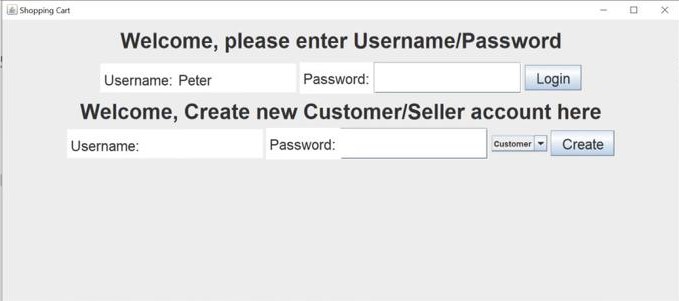 Shopping Cart
Welcome, please enter Username/Password
Username: Peter Password: Login
Welcome, Create new Customer/Seller account here
Username: Password: Customer Create